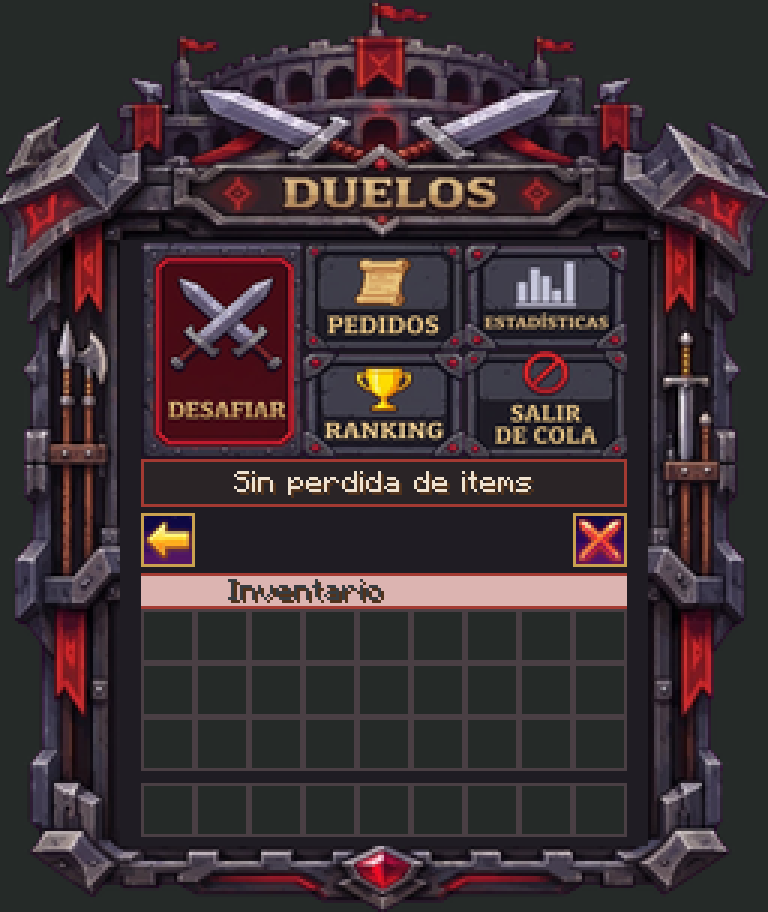 DUELOS
DESAFIAR
PEDIDOS
ESTADÍSTICAS
RANKING
SALIR
DE COLA
Sin perdida de items
Inventario